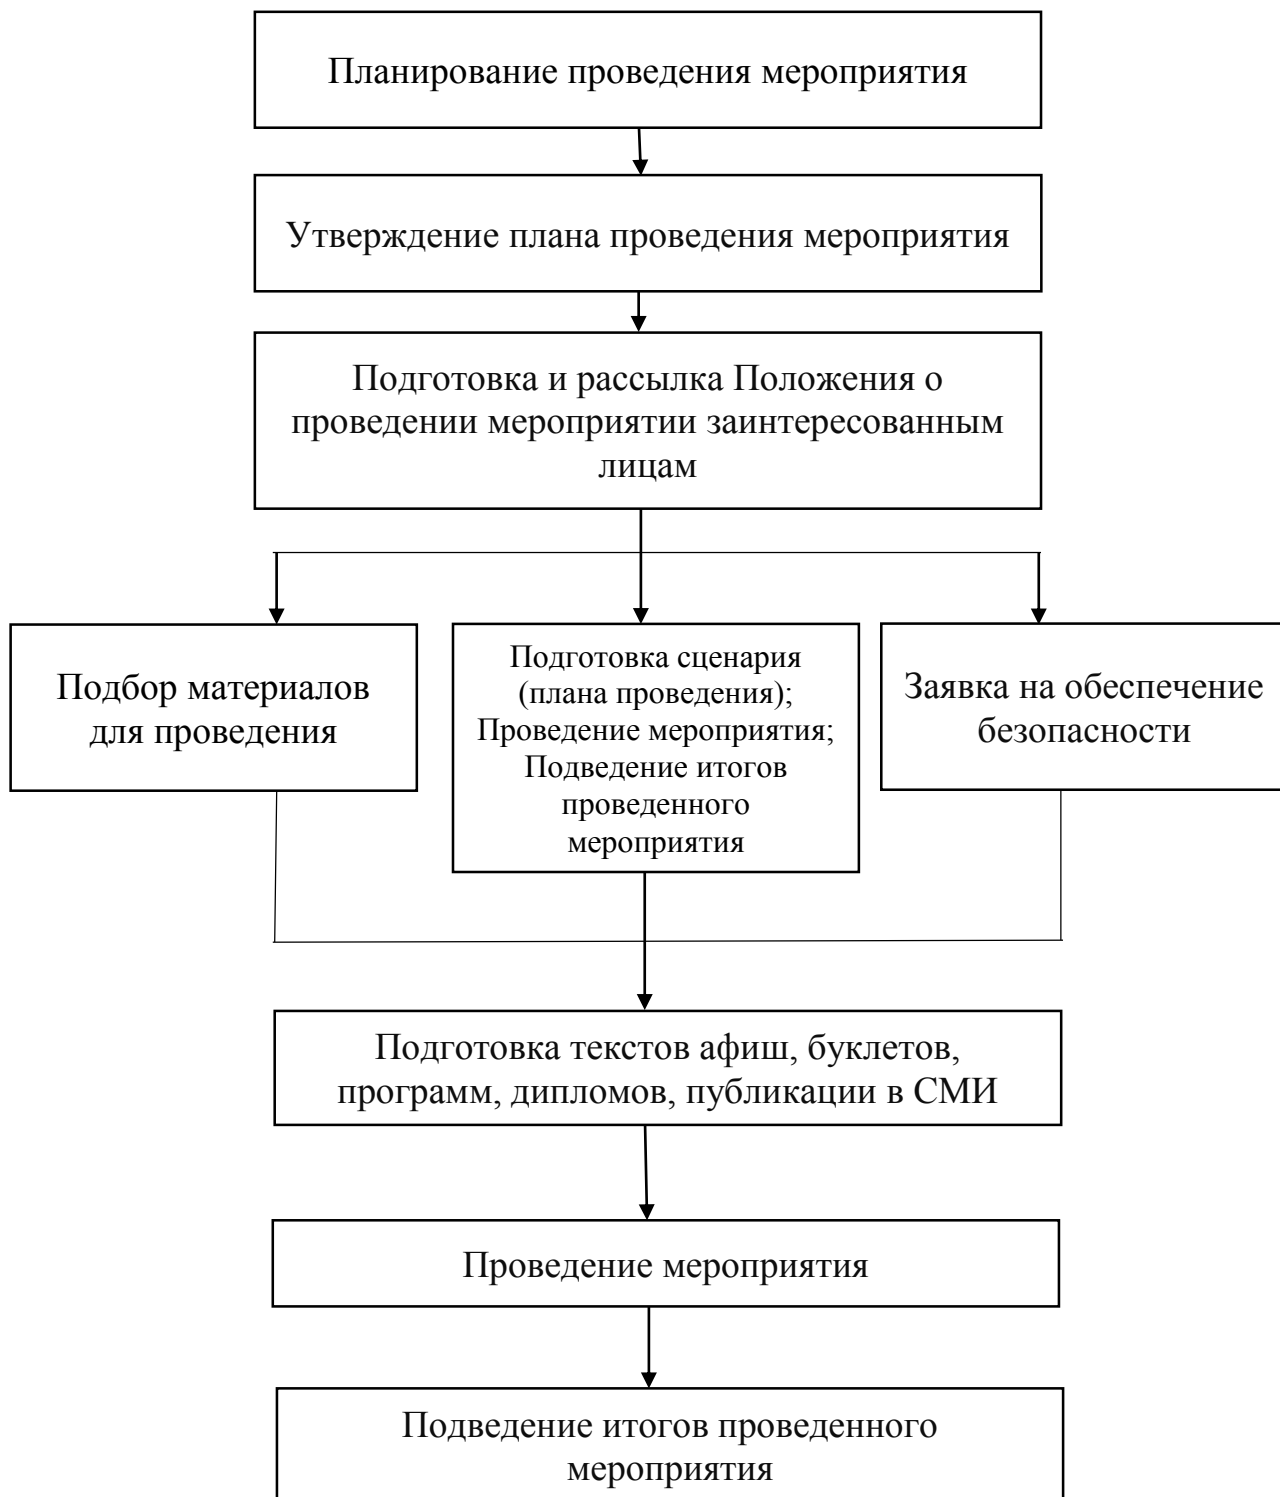 Планирование проведения мероприятия
Утверждение плана проведения мероприятия
Подготовка и рассылка Положения о
проведении мероприятии заинтересованным
лицам
Подбор материалов
для проведения
Подготовка сценария
(плана проведения);
Проведение мероприятия;
Подведение итогов
проведенного
мероприятия
Заявка на обеспечение
безопасности
Подготовка текстов афиш, буклетов,
программ, дипломов, публикации в СМИ
Проведение мероприятия
Подведение итогов проведенного
мероприятия